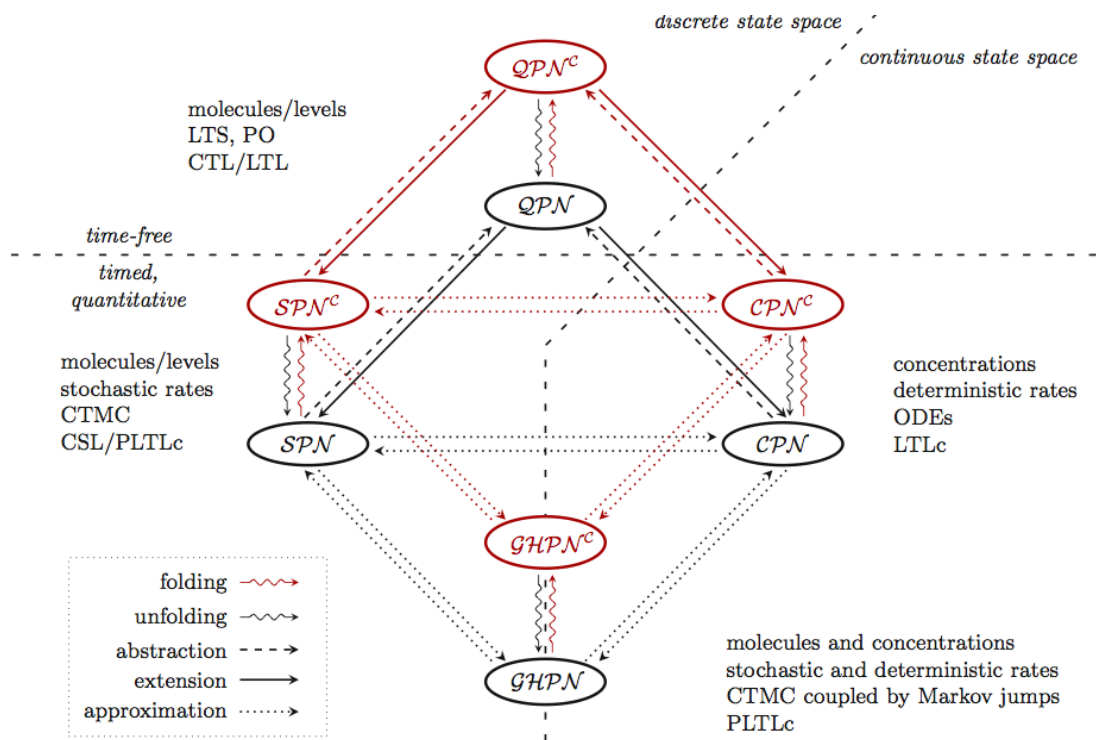 discrete state space
continuous state space
QPN^C
molecules/levels
LTS, PO
CTL/LTL
QPN
time-free
timed,
quantitative
SPN^C
CPN^C
molecules/levels
stochastic rates
CTMC
CSL/PLTLc
concentrations
deterministic rates
ODEs
LTLc
SPN
CPN
GHPN^C
folding
unfolding
abstraction
extension
approximation
GHPN
molecules and concentrations
stochastic and deterministic rates
CTMC coupled by Markov jumps
PLTLc